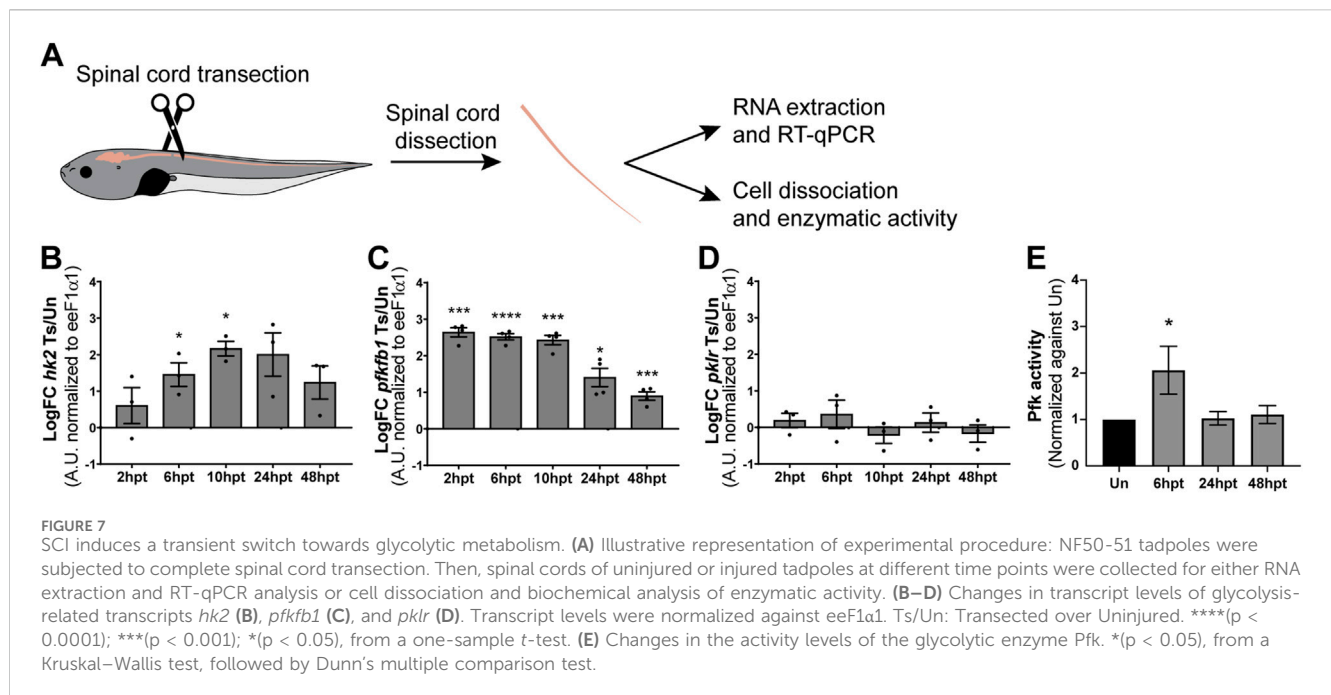 A
Spinal cord transection
Spinal cord
dissection
RNA extraction
and RT-qPCR
Cell dissociation
and enzymatic activity
B
LogFC hk2 Ts/Un
(A.U. normalized to eeF1α1)
4
3
2
1
0
-1
*
*
2hpt 6hpt 10hpt 24hpt 48hpt
C
LogFC pfkfb1 Ts/Un
(A.U. normalized to eeF1α1)
4
3
2
1
0
-1
*** **** *** * ***
2hpt 6hpt 10hpt 24hpt 48hpt
D
LogFC pklr Ts/Un
(A.U. normalized to eeF1α1)
4
3
2
1
0
-1
2hpt 6hpt 10hpt 24hpt 48hpt
E
Pfk activity
(Normalized against Un)
4
3
2
1
0
*
Un 6hpt 24hpt 48hpt
FIGURE 7
SCI induces a transient switch towards glycolytic metabolism. (A) Illustrative representation of experimental procedure: NF50-51 tadpoles were
subjected to complete spinal cord transection. Then, spinal cords of uninjured or injured tadpoles at different time points were collected for either RNA
extraction and RT-qPCR analysis or cell dissociation and biochemical analysis of enzymatic activity. (B–D) Changes in transcript levels of glycolysis-
related transcripts hk2 (B), pfkfb1 (C), and pklr (D). Transcript levels were normalized against eeF1α1. Ts/Un: Transected over Uninjured. ****(p <
0.0001); ***(p < 0.001); *(p < 0.05), from a one-sample t-test. (E) Changes in the activity levels of the glycolytic enzyme Pfk. *(p < 0.05), from a
Kruskal–Wallis test, followed by Dunn's multiple comparison test.